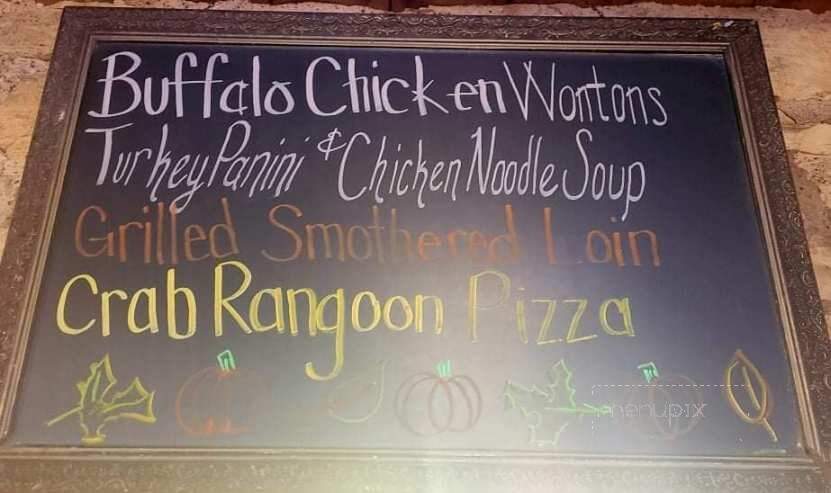 Buffalo Chicken Wontons
Turkey Panini & Chicken Noodle Soup
Grilled Smothered Loin
Crab Rangoon Pizza
menupix